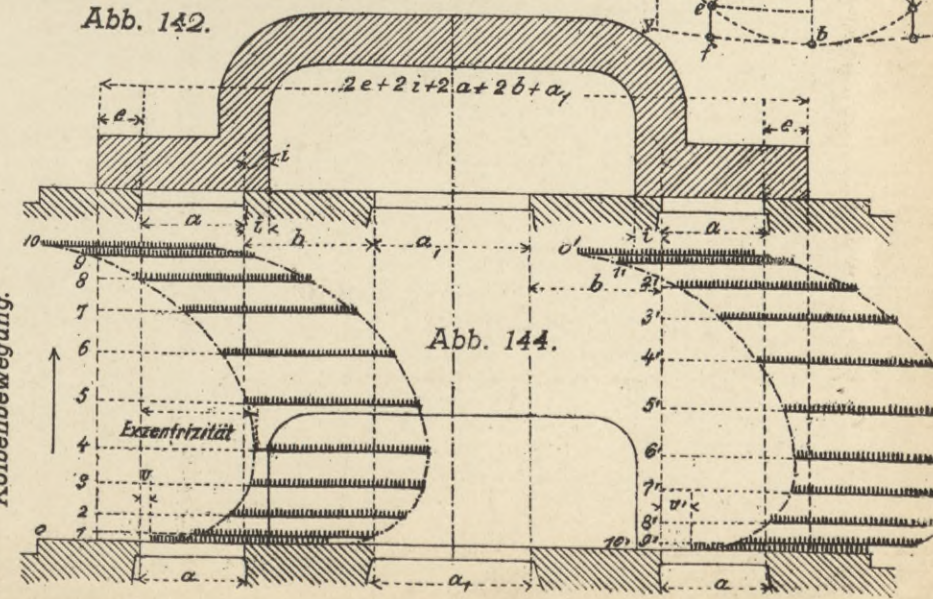 Abb. 142.
e
f
b
y
2e+2i+2a+2b+a₁
e
e
i
a
i
b
a₁
i
a
10
9
8
7
6
5
4
3
2
1
0
b
0'
1'
2'
3'
4'
5'
6'
7'
8'
9'
10'
Abb. 144.
Exzentrizität
v
v'
Kolbenbewegung.
a
a₁
a